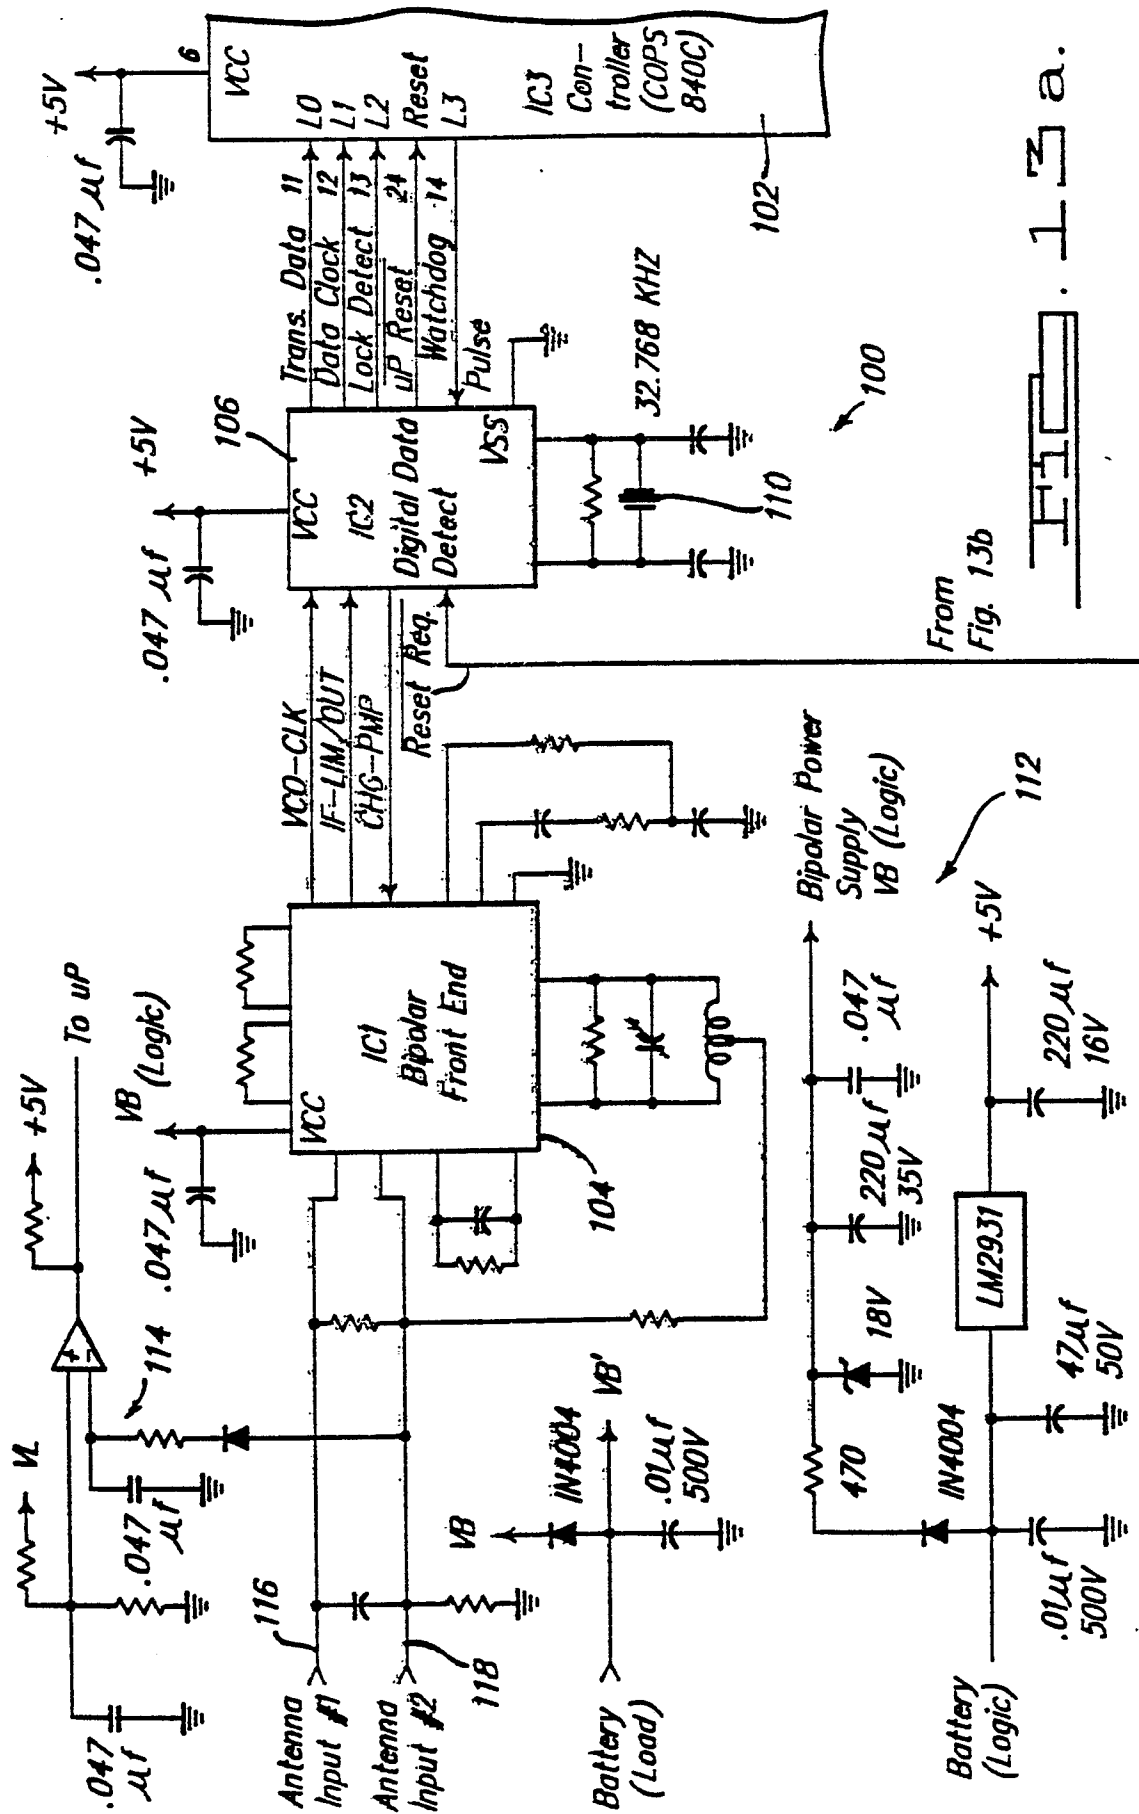 .047
µf
VL
+5V
To uP
114
.047
µf
.047 µf
VB (Logic)
.047 µf
+5V
.047 µf
+5V
6
VCC
L0
L1
L2
Reset
L3
IC3
Con-
troller
(COPS
840C)
102
Trans. Data 11
Data Clock 12
Lock Detect 13
uP Reset 24
Watchdog 14
Pulse
106
VCC
IC2
Digital Data
Detect
VSS
VCO-CLK
IF-LIM/OUT
CHG-PMP
Reset Req.
VCC
IC1
Bipolar
Front End
104
Antenna
Input #1
116
Antenna
Input #2
118
32.768 KHZ
110
100
Battery
(Load)
VB
IN4004
VB'
.01µf
500V
Bipolar Power
Supply
VB (Logic)
470
18V
220µf
35V
.047
µf
112
Battery
(Logic)
.01µf
500V
IN4004
47µf
50V
LM2931
220µf
16V
+5V
From
Fig. 13b
Fig. 13a.